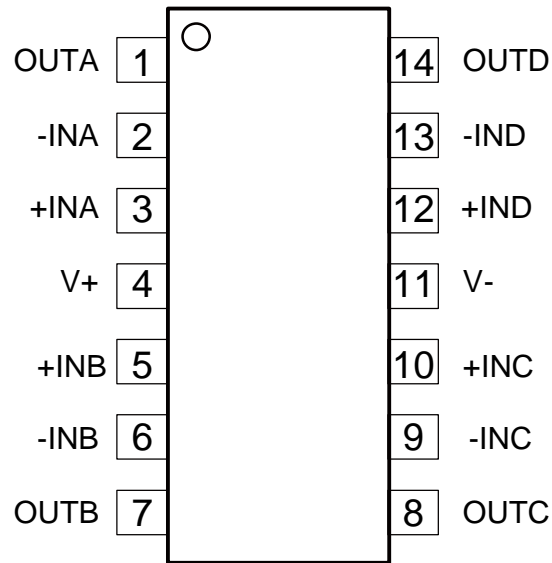 OUTA 1 14 OUTD
-INA 2 13 -IND
+INA 3 12 +IND
V+ 4 11 V-
+INB 5 10 +INC
-INB 6 9 -INC
OUTB 7 8 OUTC